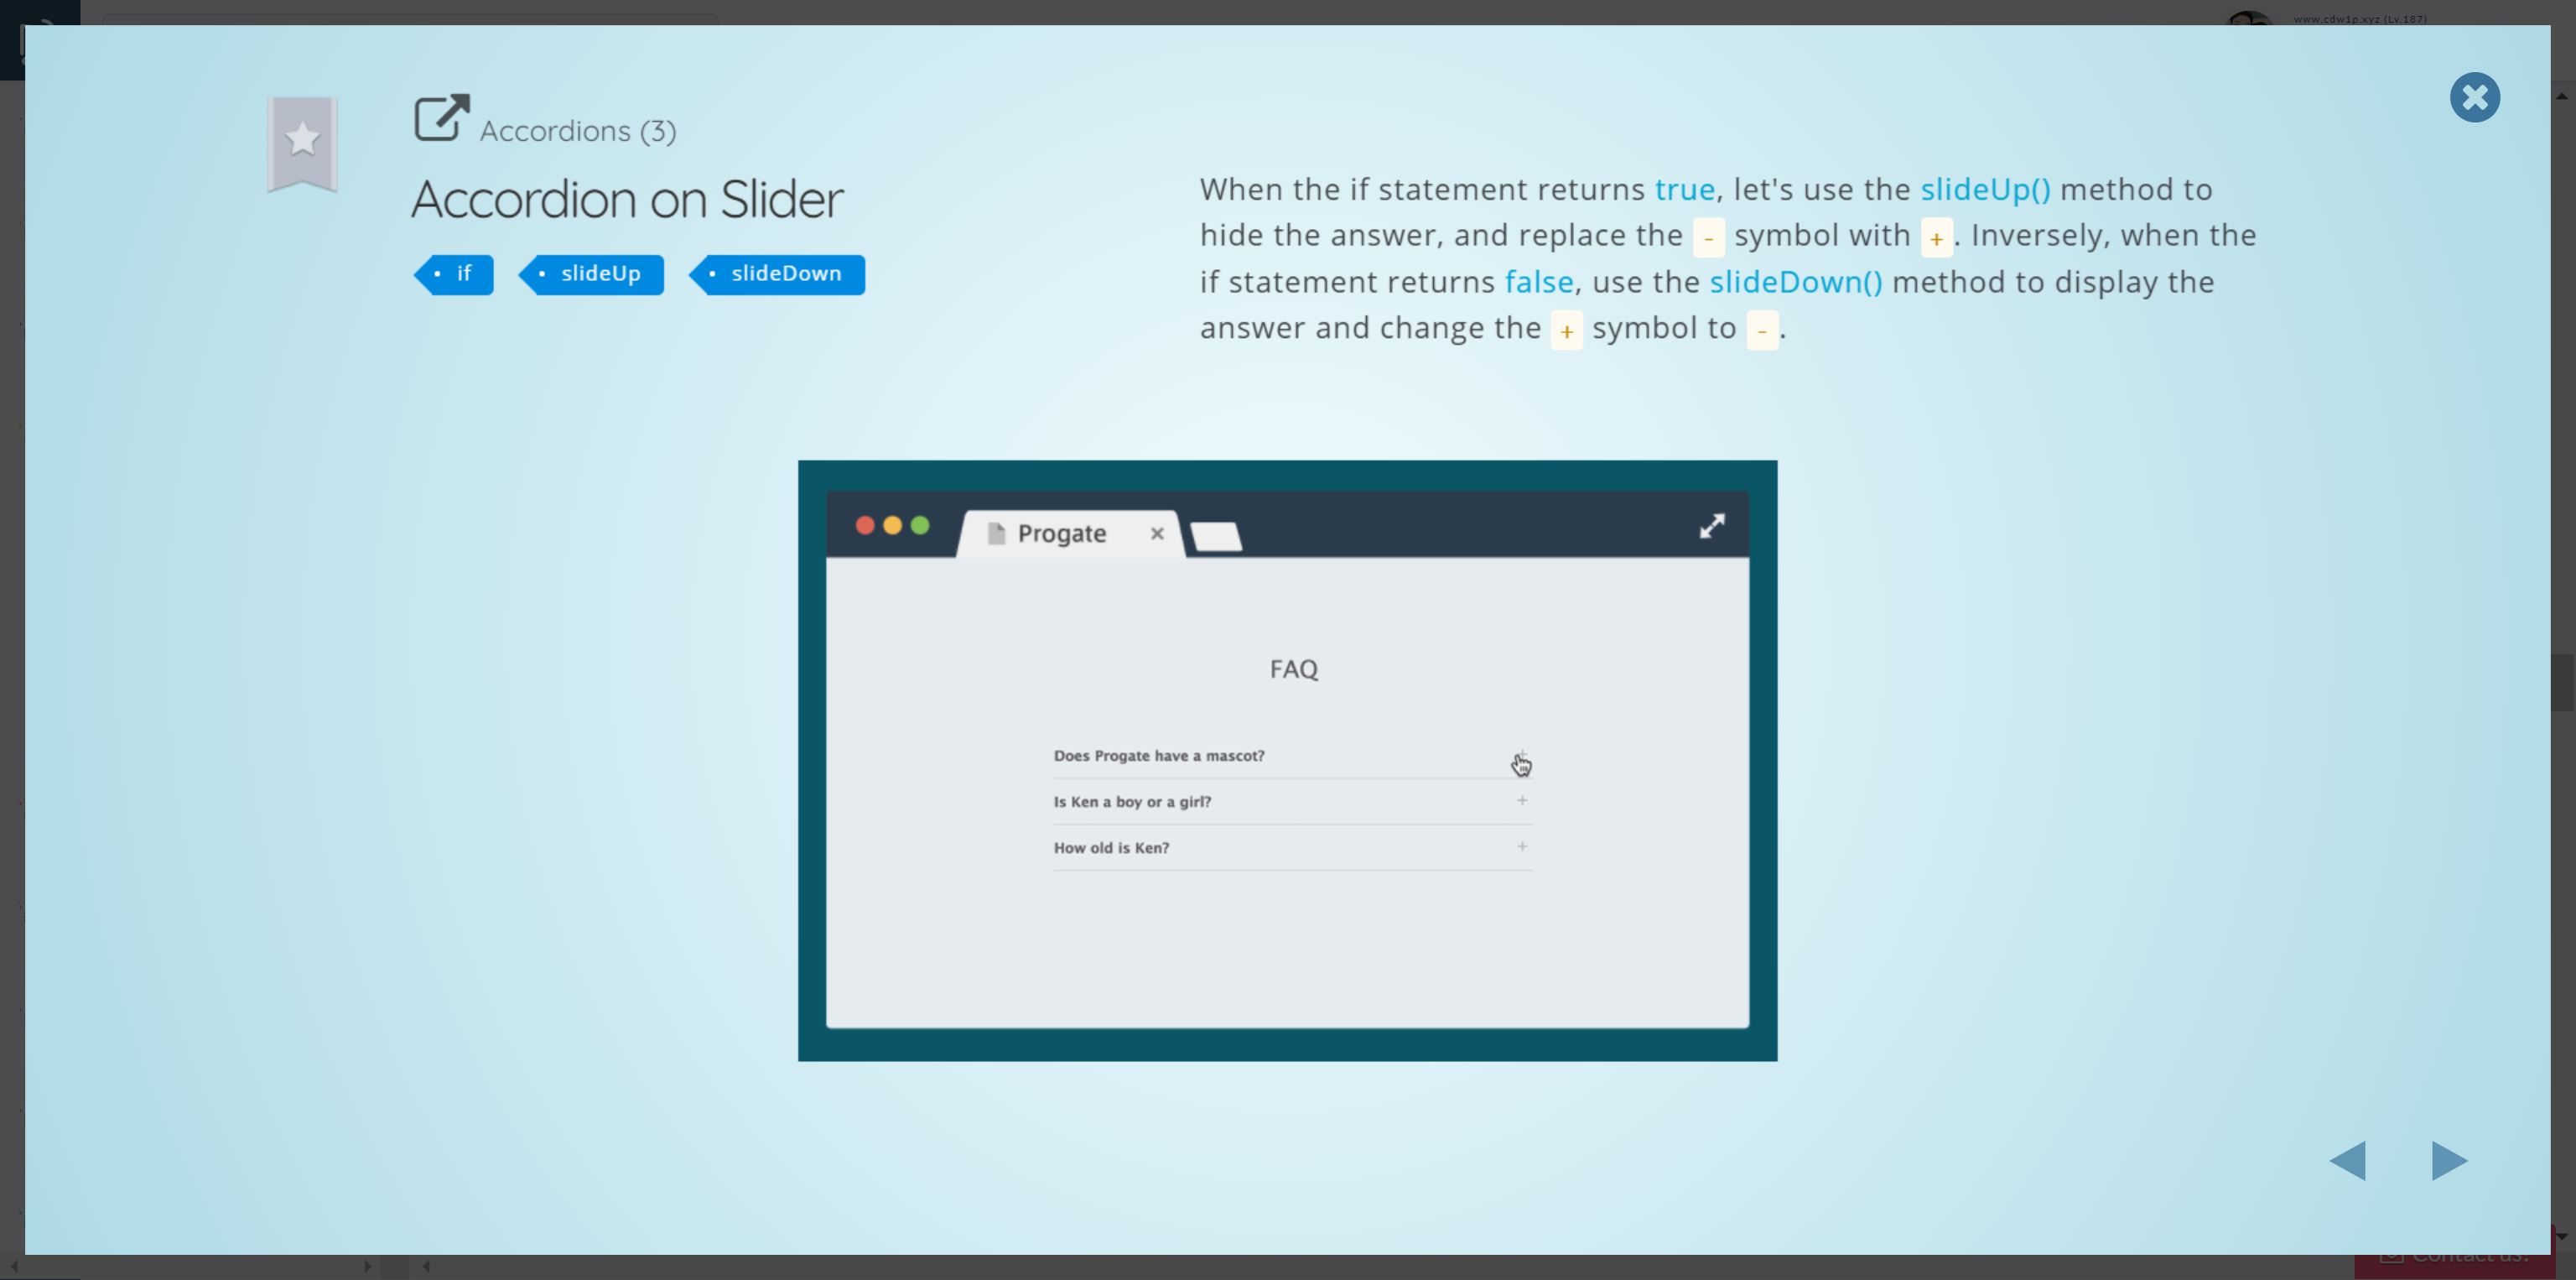 www.cdw1p.xyz (Lv.187)
Accordions (3)
Accordion on Slider
• if • slideUp • slideDown
When the if statement returns true, let's use the slideUp() method to
hide the answer, and replace the - symbol with +. Inversely, when the
if statement returns false, use the slideDown() method to display the
answer and change the + symbol to -.
Progate
FAQ
Does Progate have a mascot?
Is Ken a boy or a girl? +
How old is Ken? +
Contact us!